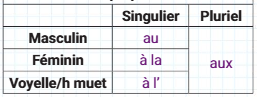 Singulier Pluriel
Masculin au
Féminin à la aux
Voyelle/h muet à l'